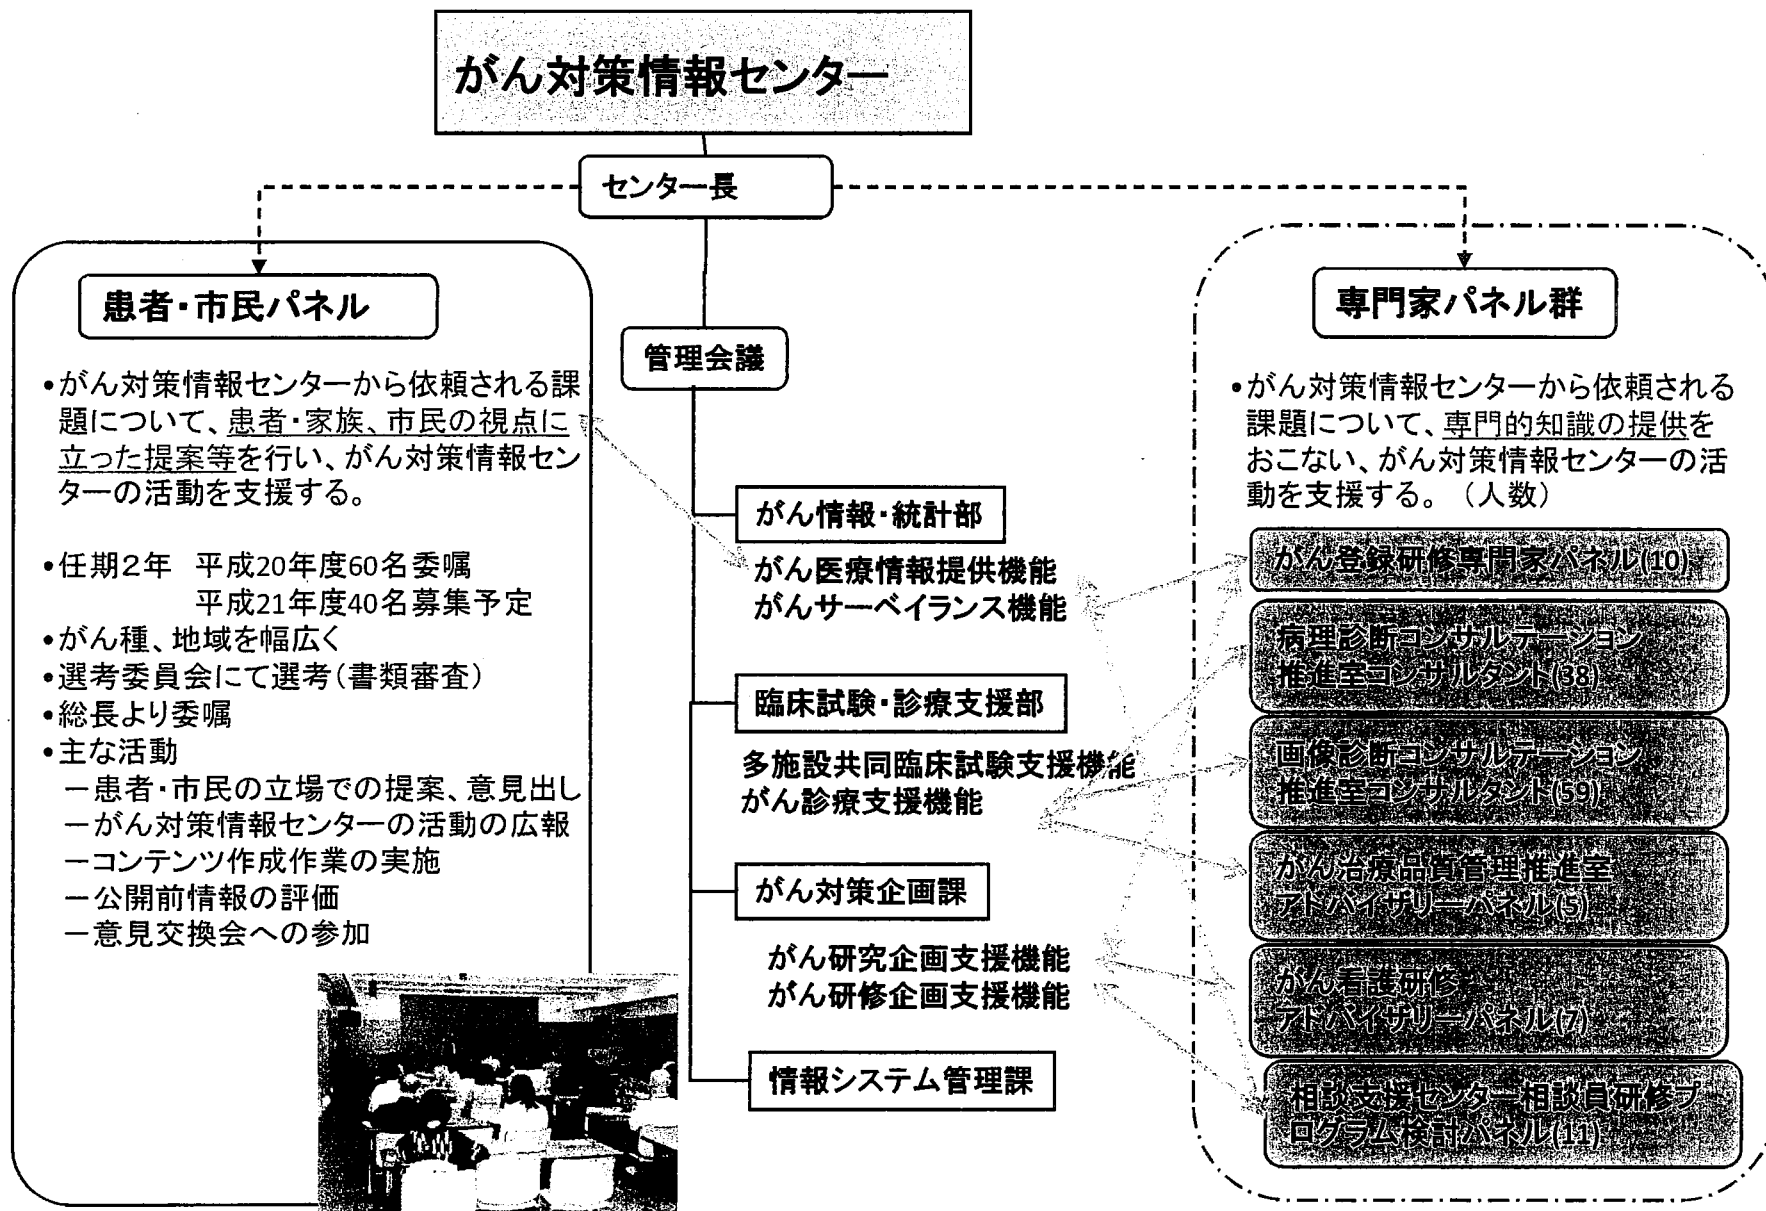 がん対策情報センター
センター長
患者・市民パネル
•がん対策情報センターから依頼される課
題について、患者・家族、市民の視点に
立った提案等を行い、がん対策情報セン
ターの活動を支援する。
•任期2年 平成20年度60名委嘱
平成21年度40名募集予定
•がん種、地域を幅広く
•選考委員会にて選考(書類審査)
•総長より委嘱
•主な活動
－患者・市民の立場での提案、意見出し
－がん対策情報センターの活動の広報
－コンテンツ作成作業の実施
－公開前情報の評価
－意見交換会への参加
管理会議
がん情報・統計部
がん医療情報提供機能
がんサーベイランス機能
臨床試験・診療支援部
多施設共同臨床試験支援機能
がん診療支援機能
がん対策企画課
がん研究企画支援機能
がん研修企画支援機能
情報システム管理課
専門家パネル群
•がん対策情報センターから依頼される
課題について、専門的知識の提供を
おこない、がん対策情報センターの活
動を支援する。（人数）
がん登録研修専門家パネル(10)
病理診断コンサルテーション
推進室コンサルタント(38)
画像診断コンサルテーション
推進室コンサルタント(59)
がん治療品質管理推進室
アドバイザリーパネル(5)
がん看護研修
アドバイザリーパネル(7)
相談支援センター相談員研修プ
ログラム検討パネル(11)